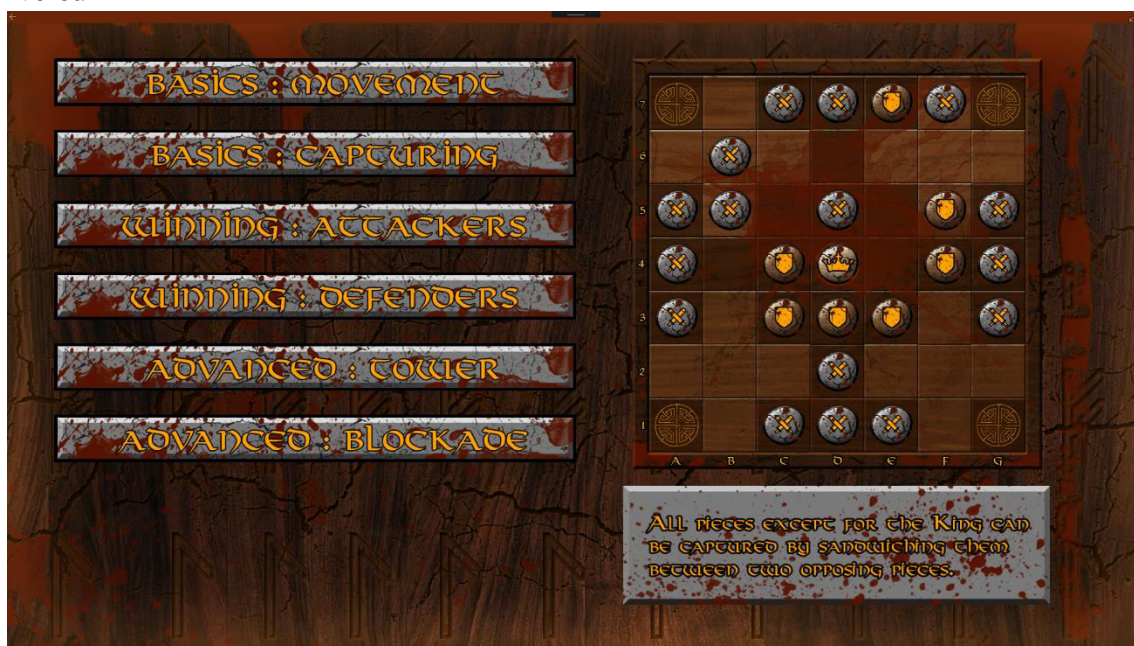 Basics : Movement
Basics : Capturing
Winning : Attackers
Winning : Defenders
Advanced : Tower
Advanced : Blockade
7
6
5
4
3
2
1
A B C D E F G
All pieces except for the King can
be captured by sandwiching them
between two opposing pieces.